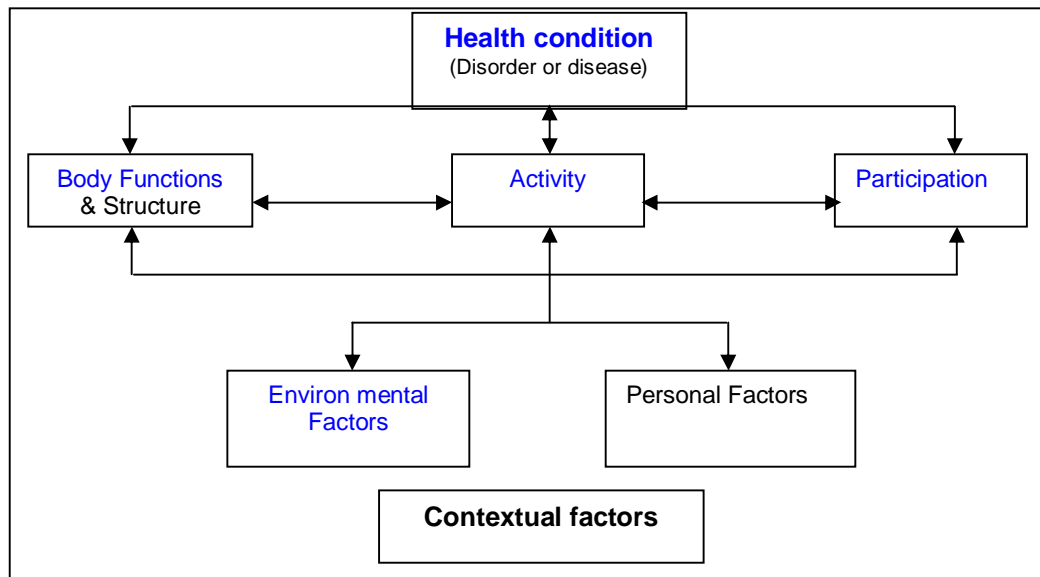 Health condition
(Disorder or disease)
Body Functions
& Structure
Activity
Participation
Environ mental
Factors
Personal Factors
Contextual factors